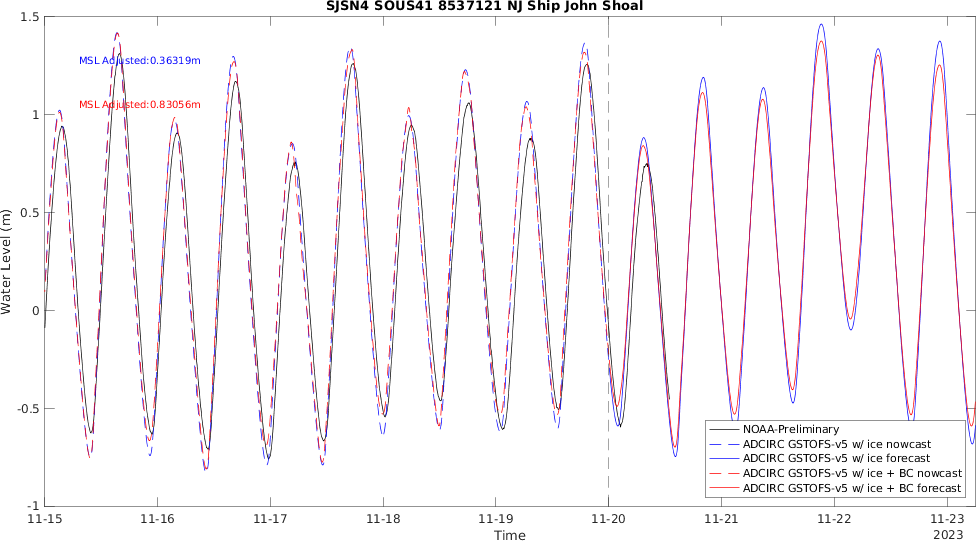 SJSN4 SOUS41 8537121 NJ Ship John Shoal
1.5
MSL Adjusted:0.36319m
MSL Adjusted:0.83056m
1
0.5
Water Level (m)
0
-0.5
NOAA-Preliminary
ADCIRC GSTOFS-v5 w/ ice nowcast
ADCIRC GSTOFS-v5 w/ ice forecast
ADCIRC GSTOFS-v5 w/ ice + BC nowcast
ADCIRC GSTOFS-v5 w/ ice + BC forecast
-1
11-15 11-16 11-17 11-18 11-19 11-20 11-21 11-22 11-23
Time 2023